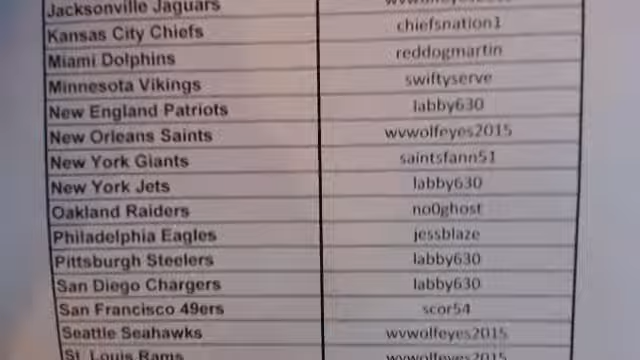 Jacksonville Jaguars
Kansas City Chiefs chiefsnation1
Miami Dolphins reddogmartin
Minnesota Vikings swiftyserve
New England Patriots labby630
New Orleans Saints wvwolfeyes2015
New York Giants saintsfann51
New York Jets labby630
Oakland Raiders no0ghost
Philadelphia Eagles jessblaze
Pittsburgh Steelers labby630
San Diego Chargers labby630
San Francisco 49ers scor54
Seattle Seahawks wvwolfeyes2015
St. Louis Rams wvwolfeyes2015